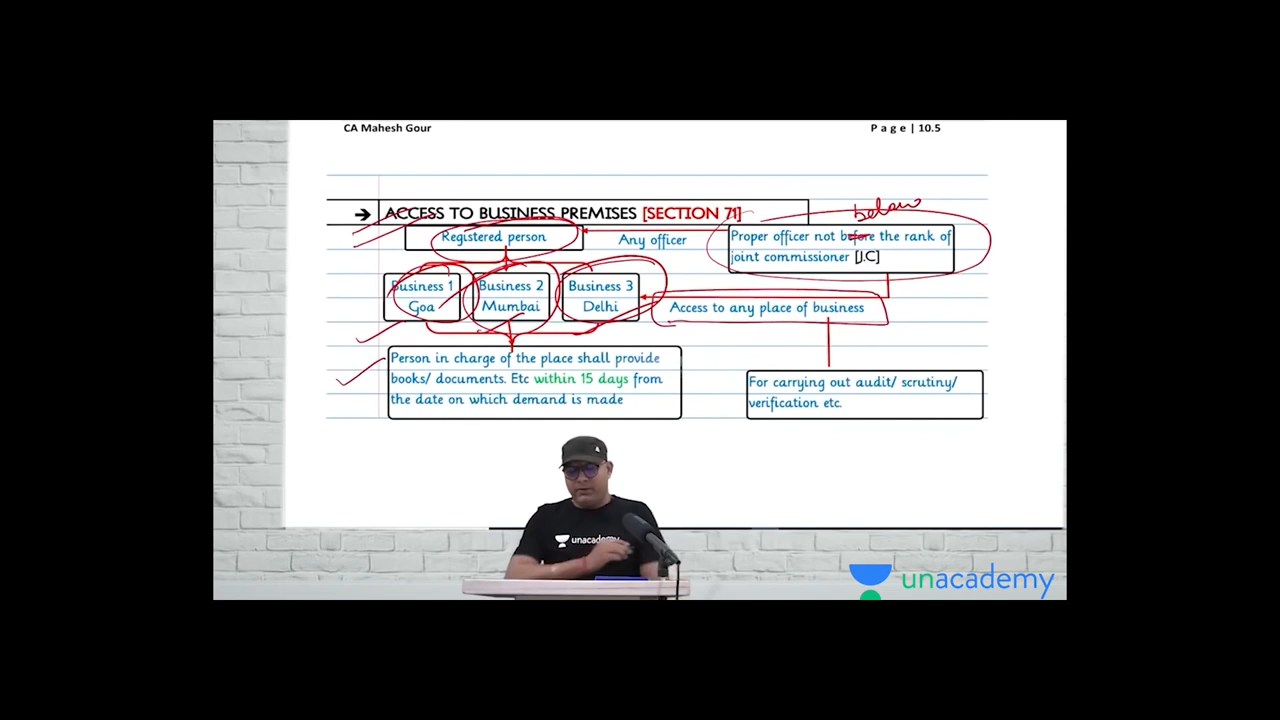 CA Mahesh Gour
P a g e | 10.5
ACCESS TO BUSINESS PREMISES [SECTION 71]
below
Registered person
Any officer
Proper officer not before the rank of
joint commissioner [J.C]
Business 1
Goa
Business 2
Mumbai
Business 3
Delhi
Access to any place of business
Person in charge of the place shall provide
books/ documents. Etc within 15 days from
the date on which demand is made
For carrying out audit/ scrutiny/
verification etc.
unacademy
unacademy